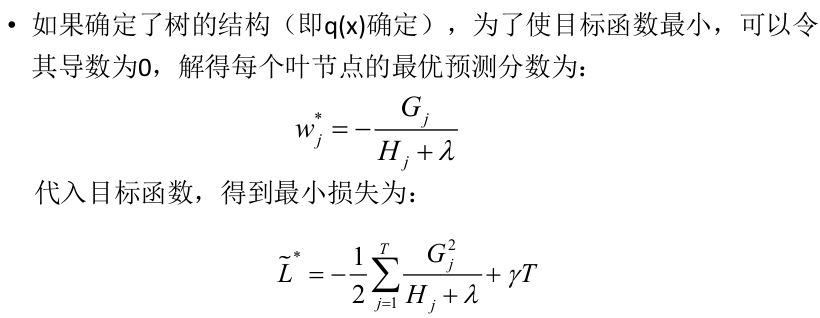 • 如果确定了树的结构（即q(x)确定），为了使目标函数最小，可以令
其导数为0，解得每个叶节点的最优预测分数为：
$w_j^* = -\frac{G_j}{H_j + \lambda}$
代入目标函数，得到最小损失为：
$\tilde{L}^* = -\frac{1}{2}\sum_{j=1}^{T}\frac{G_j^2}{H_j + \lambda} + \gamma T$